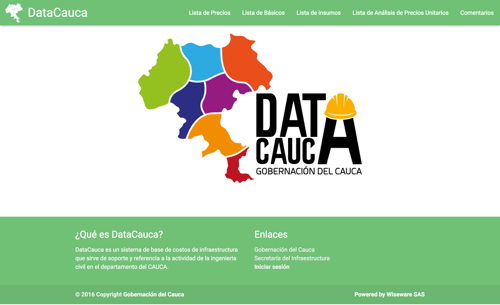 DataCauca
Lista de Precios Lista de Básicos Lista de Insumos Lista de Análisis de Precios Unitarios Comentarios
DATA
CAUCA
GOBERNACIÓN DEL CAUCA
¿Qué es DataCauca?
DataCauca es un sistema de base do costos de infraestructura
que sirve de soporte y referencia a la actividad de la ingenieria
civil en el departamento del CAUCA.
Enlaces
Gobernación del Cauca
Secretaría del Infraestructura
Iniciar sesión
© 2016 Copyright Gobernación del Cauca
Powered by Wiseware SAS